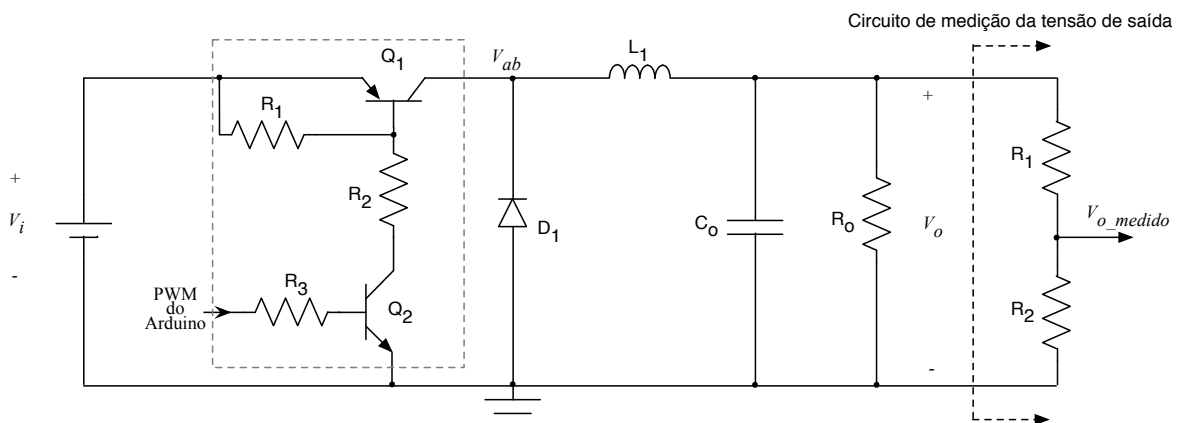 Circuito de medição da tensão de saída
Q1
Vab
L1
R1
+
R1
R2
+
Vi
-
D1
Co
Ro
Vo
Vo_medido
R3
PWM
do
Arduino
Q2
R2
-